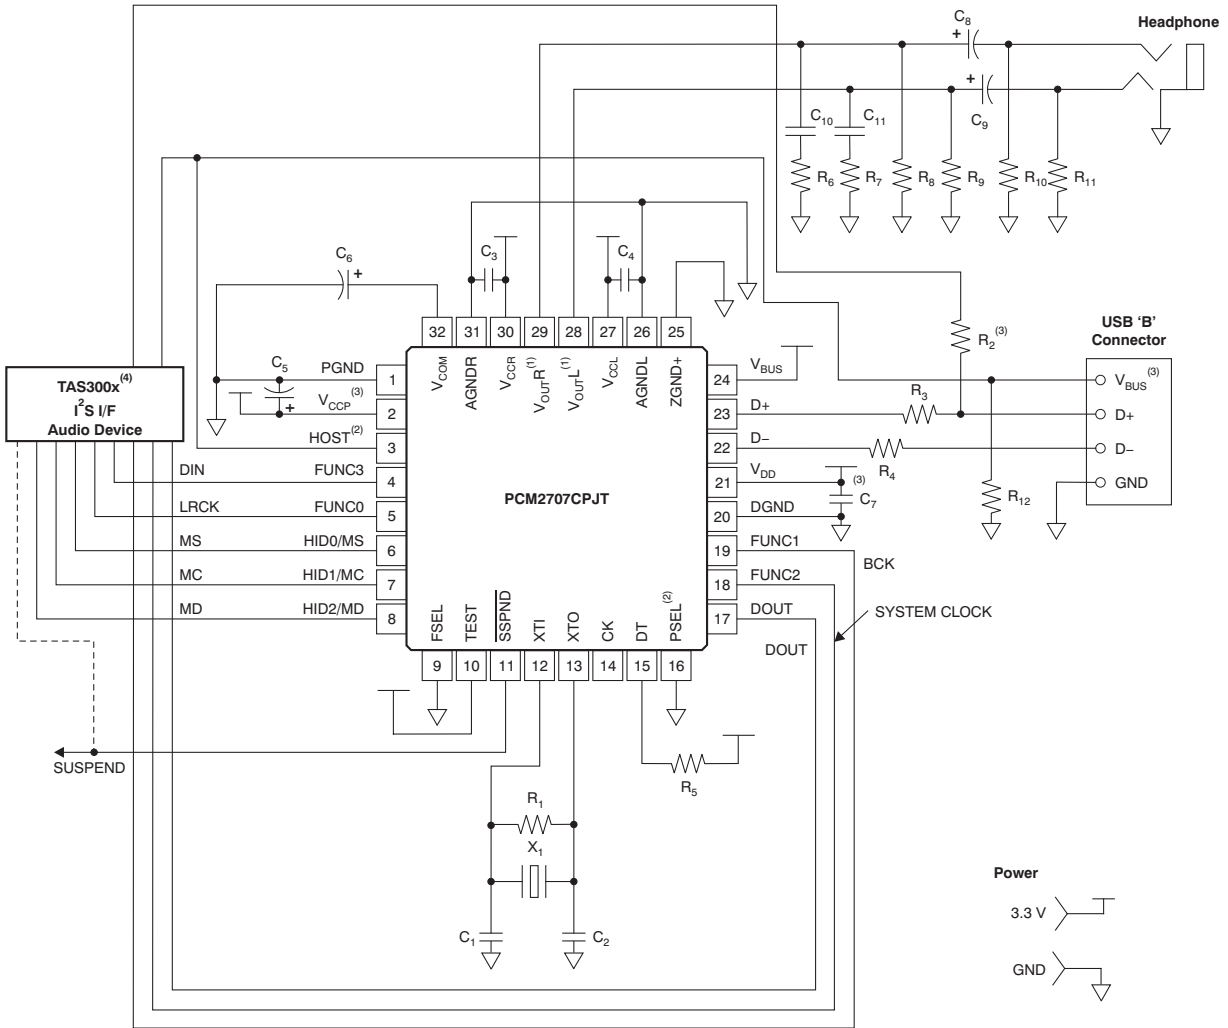 C8
Headphone
C10
C11
C9
R6
R7
R8
R9
R10
R11
C6
C3
C4
32
31
30
29
28
27
26
25
VCOM
AGNDR
VCCR
VOUTR(1)
VOUTL(1)
VCCL
AGNDL
ZGND+
R2(3)
USB 'B'
Connector
TAS300x(4)
I2S I/F
Audio Device
C5
PGND
1
VCCP(3)
2
HOST(2)
3
DIN
FUNC3
4
LRCK
FUNC0
5
MS
HID0/MS
6
MC
HID1/MC
7
MD
HID2/MD
8
PCM2707CPJT
24
VBUS
23
D+
22
D−
21
VDD
20
DGND
19
FUNC1
18
FUNC2
17
DOUT
R3
R4
(3)
C7
R12
VBUS(3)
D+
D−
GND
BCK
SYSTEM CLOCK
DOUT
FSEL
TEST
SSPND
XTI
XTO
CK
DT
PSEL(2)
9
10
11
12
13
14
15
16
SUSPEND
R5
R1
X1
C1
C2
Power
3.3 V
GND